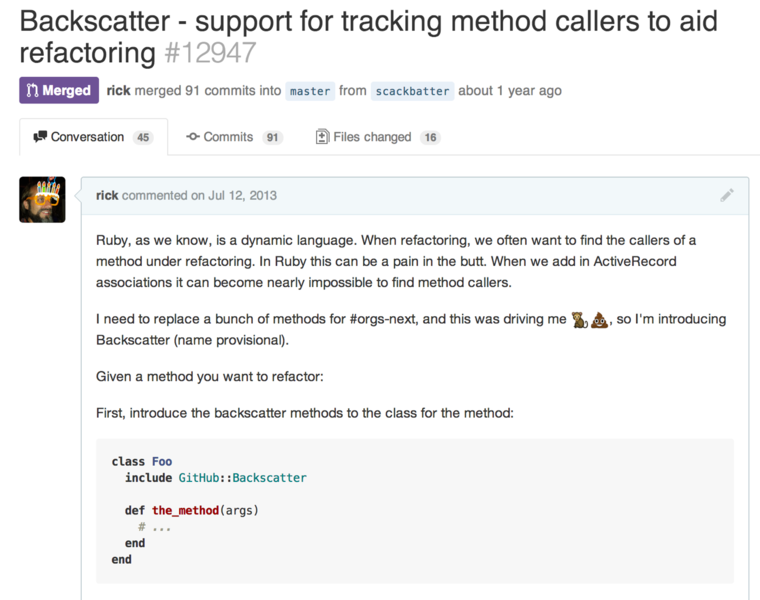 Backscatter - support for tracking method callers to aid
refactoring #12947
Merged rick merged 91 commits into master from scackbatter about 1 year ago
Conversation 45 Commits 91 Files changed 16
rick commented on Jul 12, 2013
Ruby, as we know, is a dynamic language. When refactoring, we often want to find the callers of a
method under refactoring. In Ruby this can be a pain in the butt. When we add in ActiveRecord
associations it can become nearly impossible to find method callers.
I need to replace a bunch of methods for #orgs-next, and this was driving me 🐒💩, so I'm introducing
Backscatter (name provisional).
Given a method you want to refactor:
First, introduce the backscatter methods to the class for the method:
class Foo
  include GitHub::Backscatter
  def the_method(args)
    # ...
  end
end